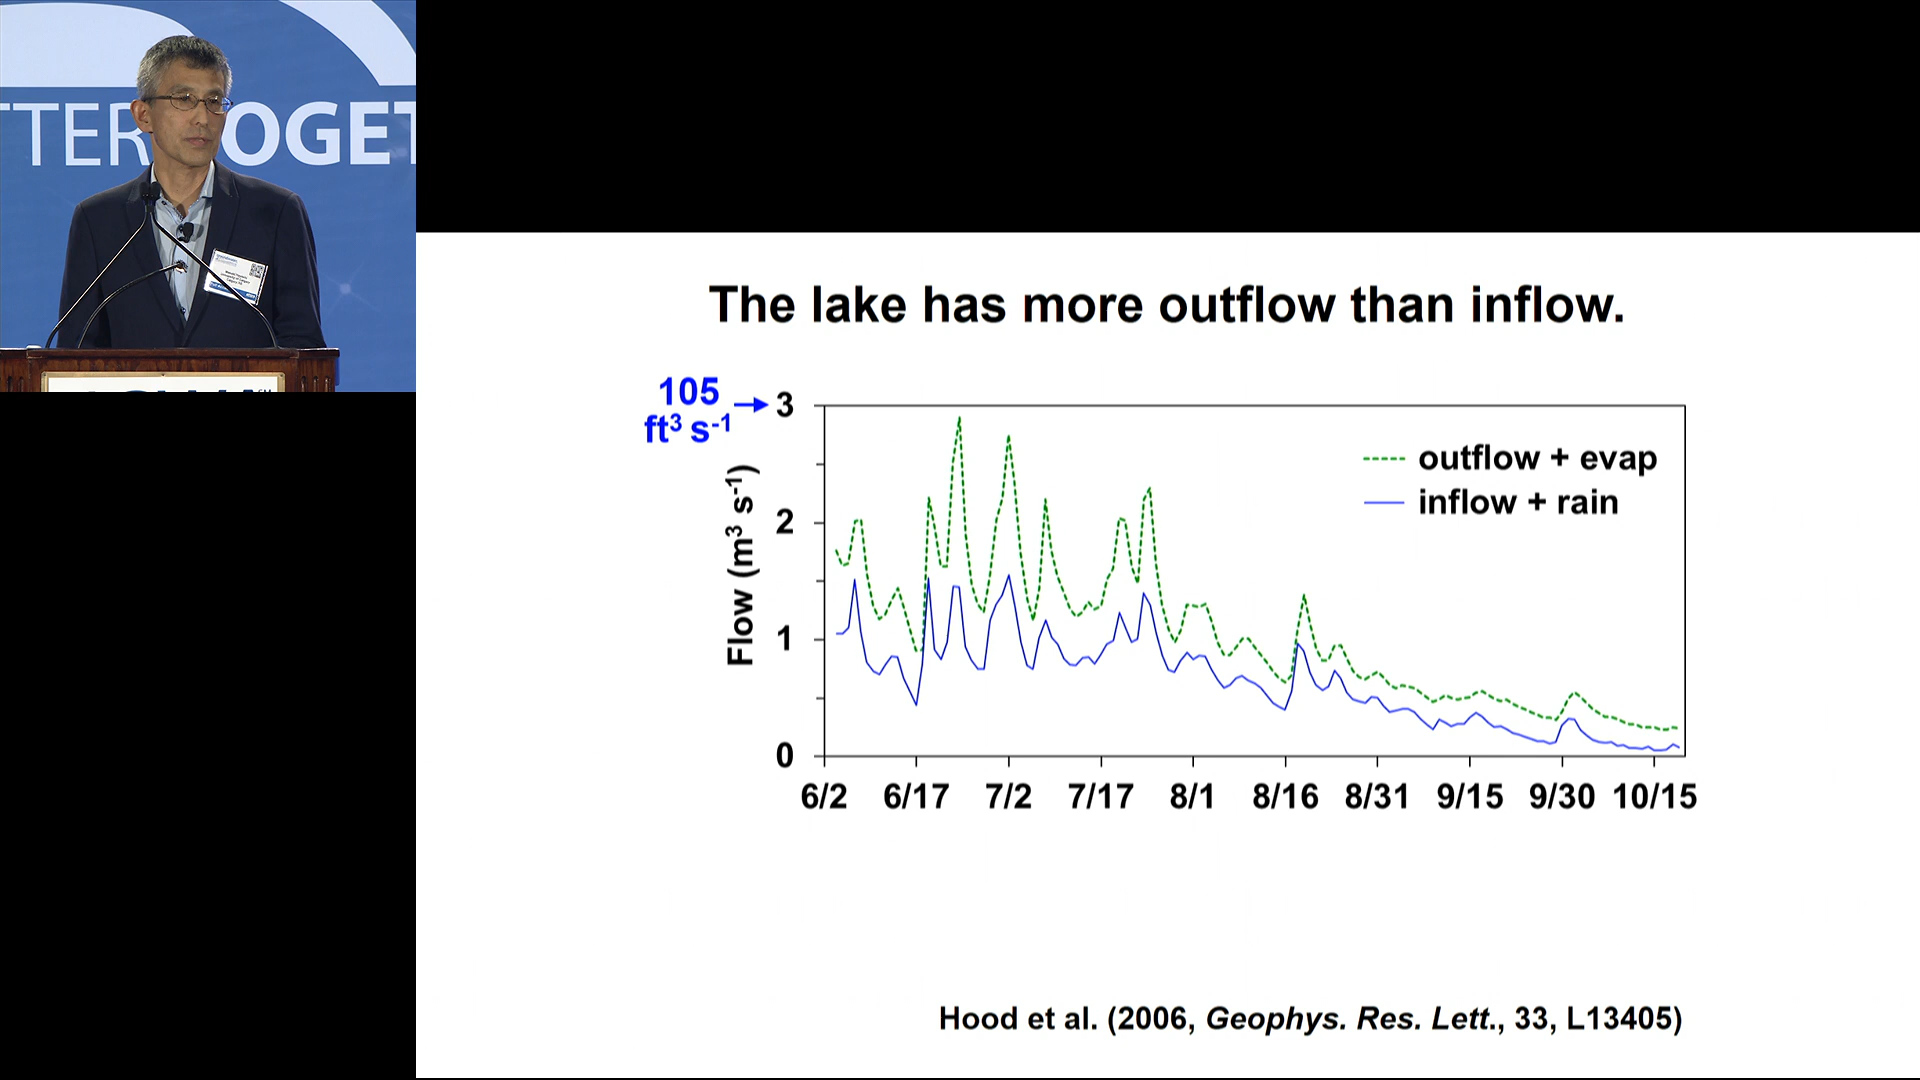 TTER TOGET
The lake has more outflow than inflow.
105
ft³ s⁻¹
Flow (m³ s⁻¹)
3
2
1
0
outflow + evap
inflow + rain
6/2 6/17 7/2 7/17 8/1 8/16 8/31 9/15 9/30 10/15
Hood et al. (2006, Geophys. Res. Lett., 33, L13405)